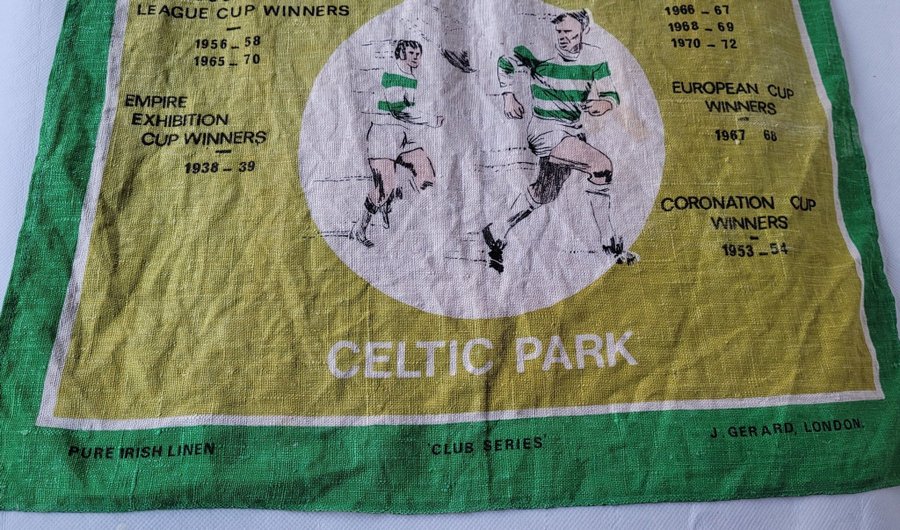 LEAGUE CUP WINNERS
1956 – 58
1965 – 70
EMPIRE
EXHIBITION
CUP WINNERS
1938 – 39
1966 – 67
1968 – 69
1970 – 72
EUROPEAN CUP
WINNERS
1967 68
CORONATION CUP
WINNERS
1953 – 54
CELTIC PARK
PURE IRISH LINEN
'CLUB SERIES'
J. GERARD, LONDON.